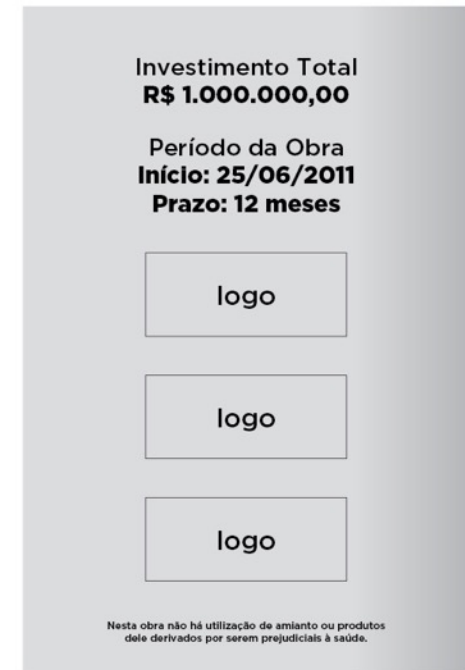 Investimento Total
R$ 1.000.000,00
Período da Obra
Início: 25/06/2011
Prazo: 12 meses
logo
logo
logo
Nesta obra não há utilização de amianto ou produtos
dele derivados por serem prejudiciais à saúde.